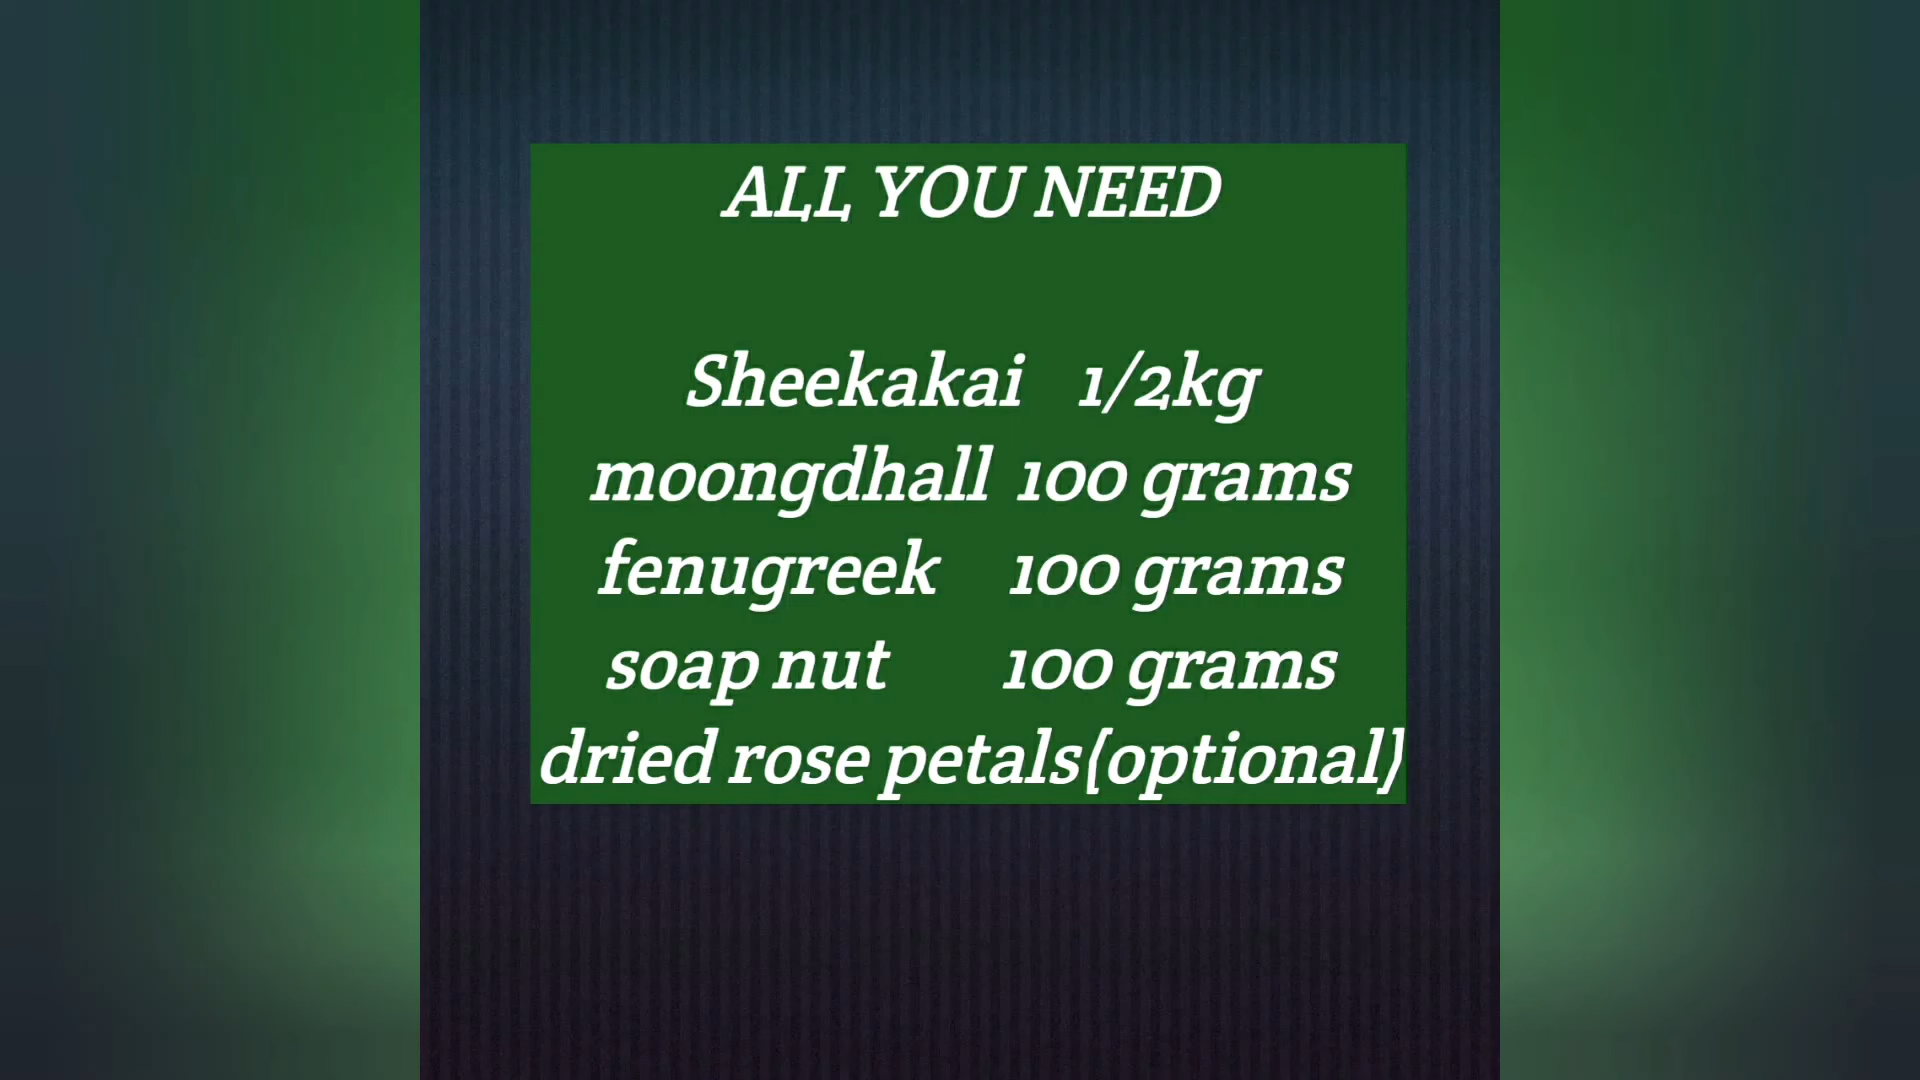 ALL YOU NEED
Sheekakai 1/2kg
moongdhall 100 grams
fenugreek 100 grams
soap nut 100 grams
dried rose petals(optional)